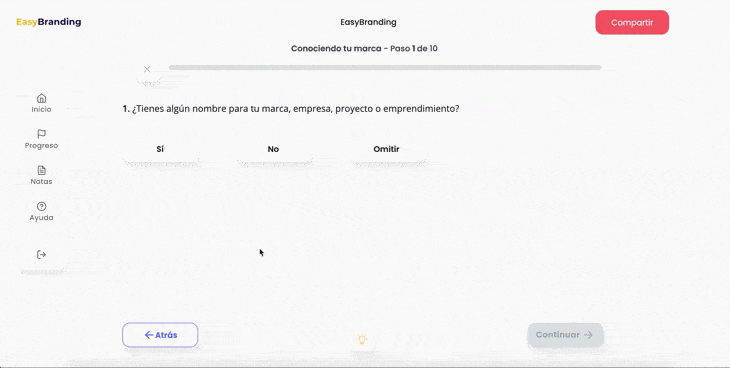 EasyBranding
EasyBranding
Compartir
Conociendo tu marca - Paso 1 de 10
Inicio
Progreso
Notas
Ayuda
1. ¿Tienes algún nombre para tu marca, empresa, proyecto o emprendimiento?
Sí
No
Omitir
Atrás
Continuar